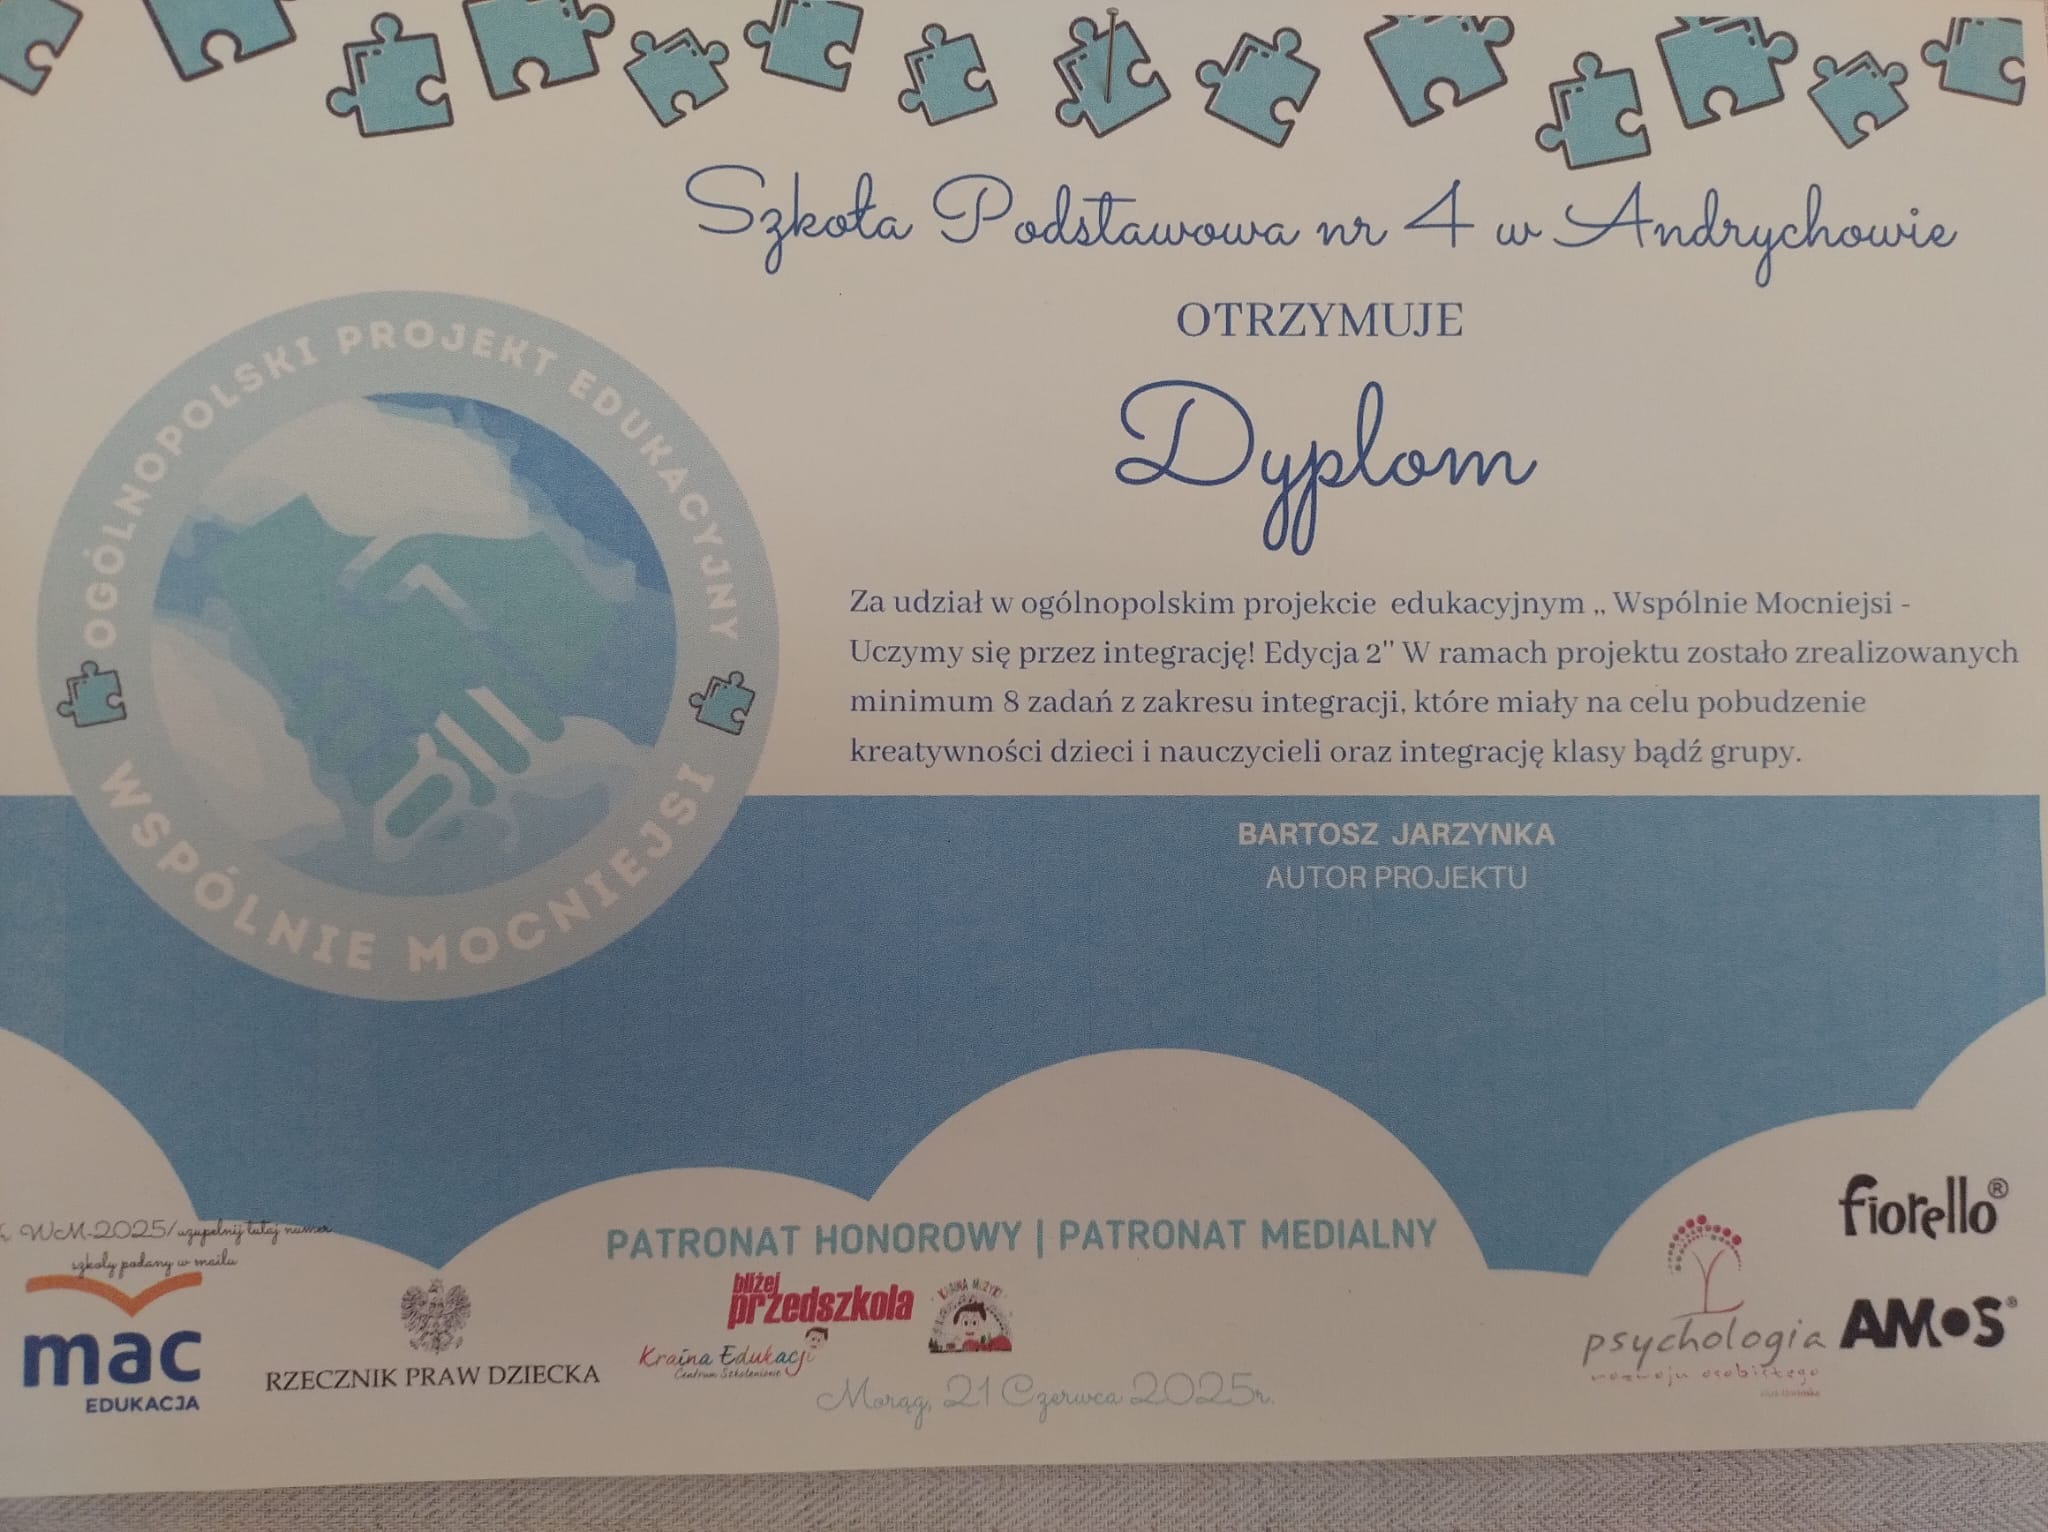 Szkoła Podstawowa nr 4 w Andrychowie
OTRZYMUJE
Dyplom
Za udział w ogólnopolskim projekcie edukacyjnym „ Wspólnie Mocniejsi -
Uczymy się przez integrację! Edycja 2" W ramach projektu zostało zrealizowanych
minimum 8 zadań z zakresu integracji, które miały na celu pobudzenie
kreatywności dzieci i nauczycieli oraz integrację klasy bądź grupy.
OGÓLNOPOLSKI PROJEKT EDUKACYJNY
WSPÓLNIE MOCNIEJSI
BARTOSZ JARZYNKA
AUTOR PROJEKTU
WM-2025/uzupełnij tutaj numer
szkoły podany w mailu
mac
EDUKACJA
RZECZNIK PRAW DZIECKA
PATRONAT HONOROWY | PATRONAT MEDIALNY
bliżej
przedszkola
KRAINA MUZYKI
Kraina Edukacji
Centrum Szkoleniowe
Morąg, 21 Czerwca 2025r.
psychologia
rozwoju osobistego
fiorello®
AMOS®